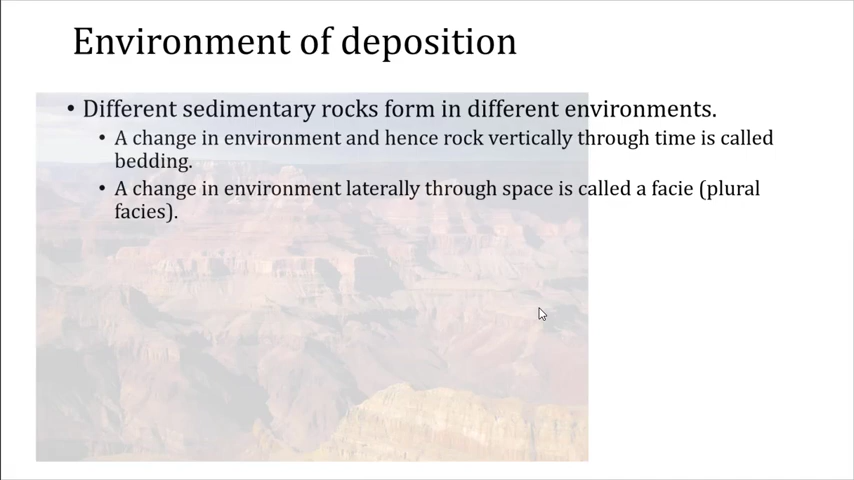 Environment of deposition
• Different sedimentary rocks form in different environments.
• A change in environment and hence rock vertically through time is called
bedding.
• A change in environment laterally through space is called a facie (plural
facies).